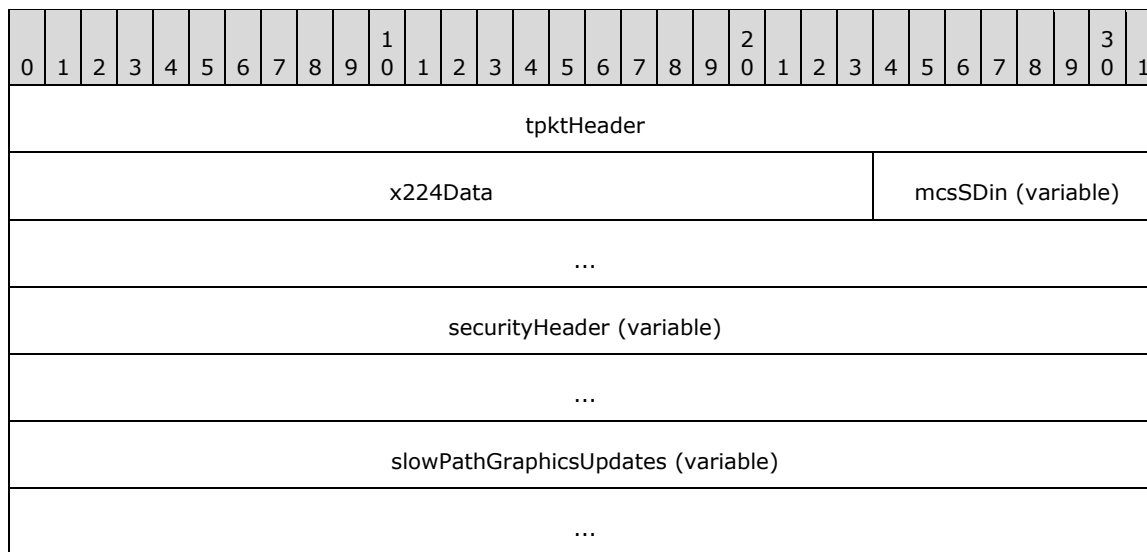 1 2 3
0 1 2 3 4 5 6 7 8 9 0 1 2 3 4 5 6 7 8 9 0 1 2 3 4 5 6 7 8 9 0 1
tpktHeader
x224Data mcsSDin (variable)
...
securityHeader (variable)
...
slowPathGraphicsUpdates (variable)
...